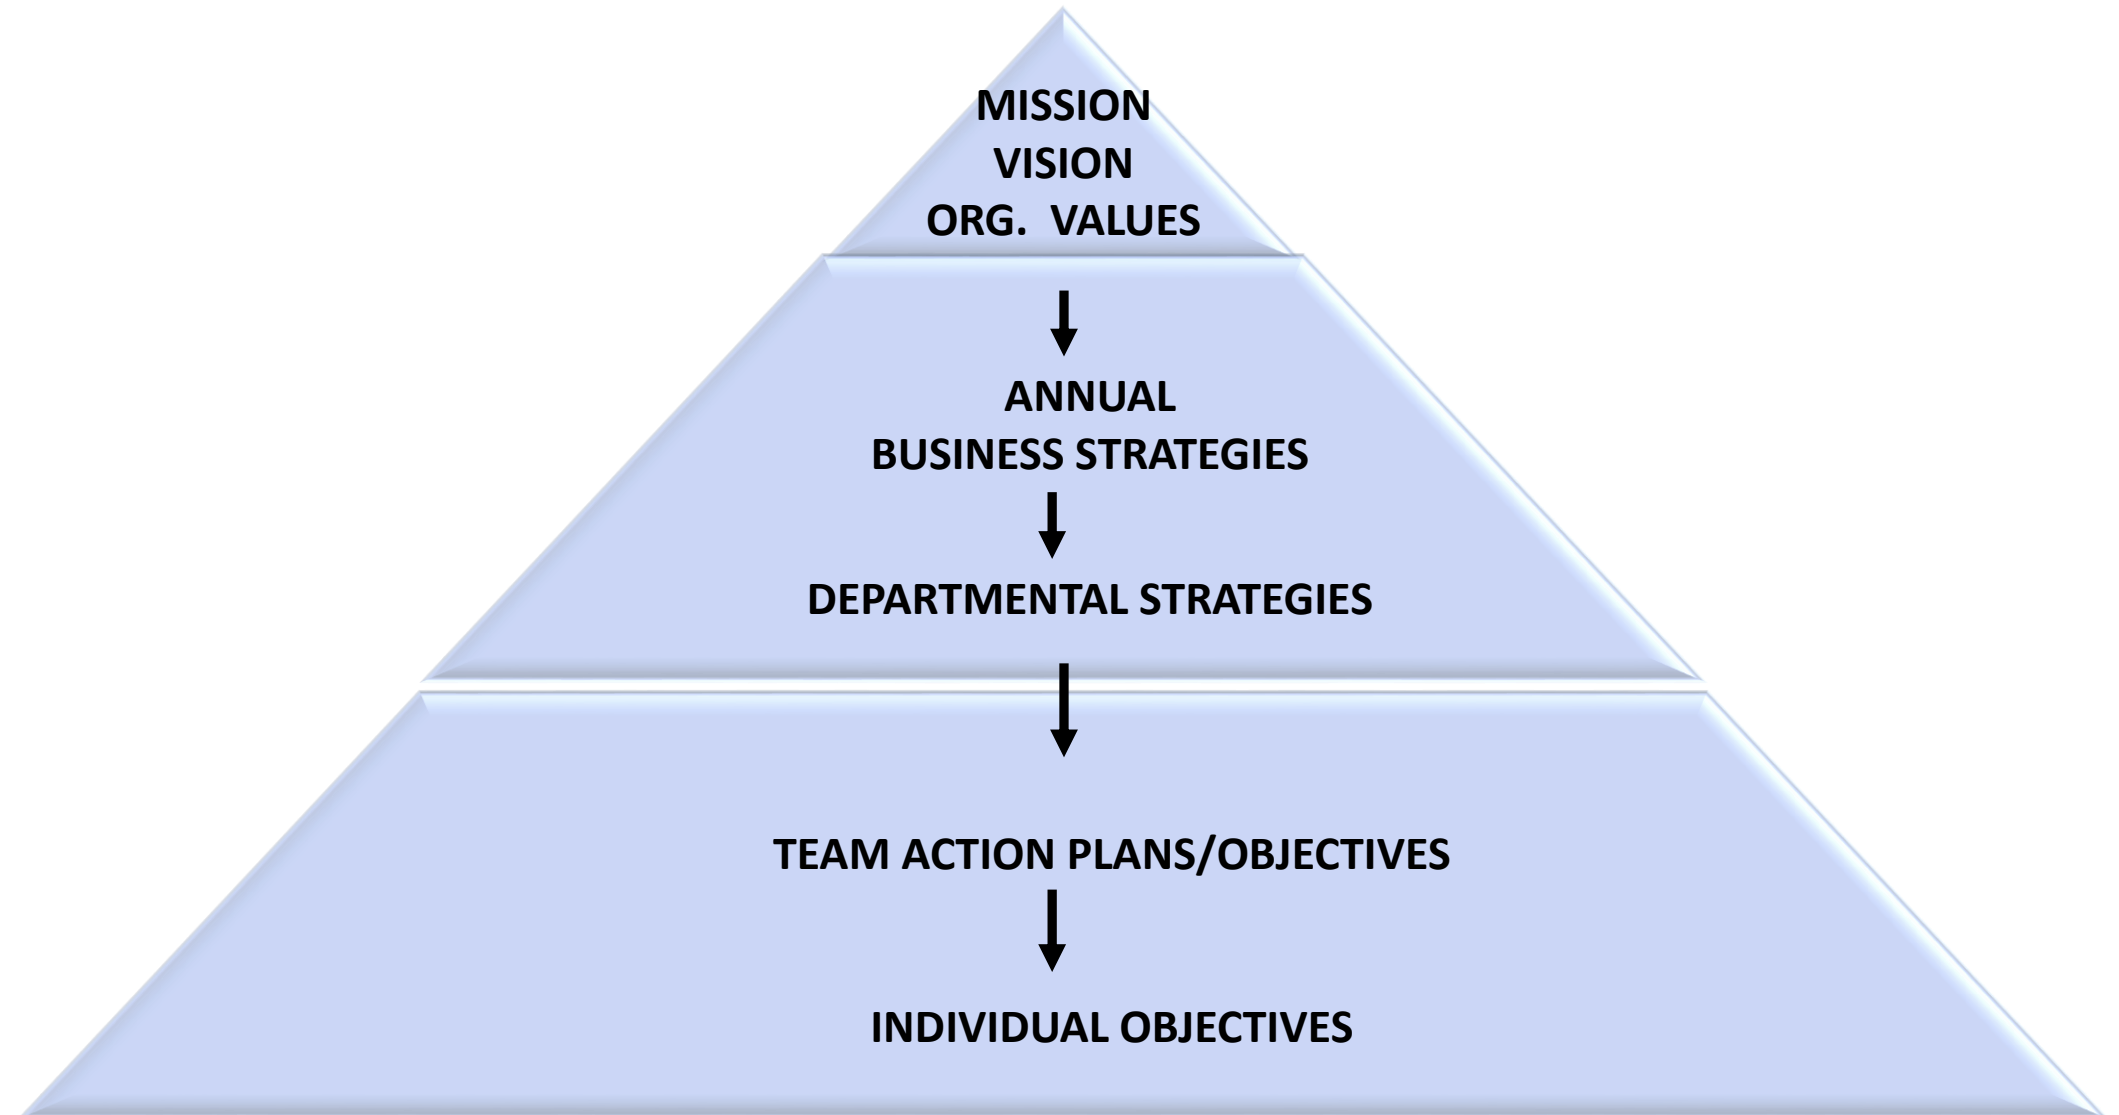 MISSION
VISION
ORG.  VALUES
ANNUAL
BUSINESS STRATEGIES
DEPARTMENTAL STRATEGIES
TEAM ACTION PLANS/OBJECTIVES
INDIVIDUAL OBJECTIVES